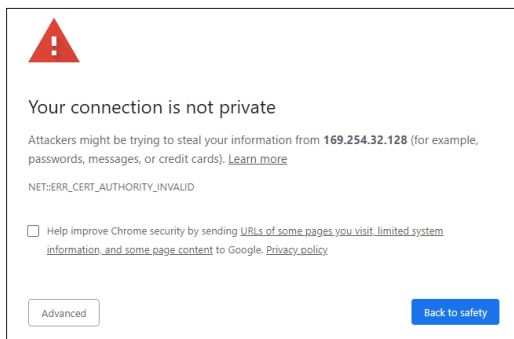 Your connection is not private
Attackers might be trying to steal your information from 169.254.32.128 (for example,
passwords, messages, or credit cards). Learn more
NET::ERR_CERT_AUTHORITY_INVALID
Help improve Chrome security by sending URLs of some pages you visit, limited system
information, and some page content to Google. Privacy policy
Advanced
Back to safety